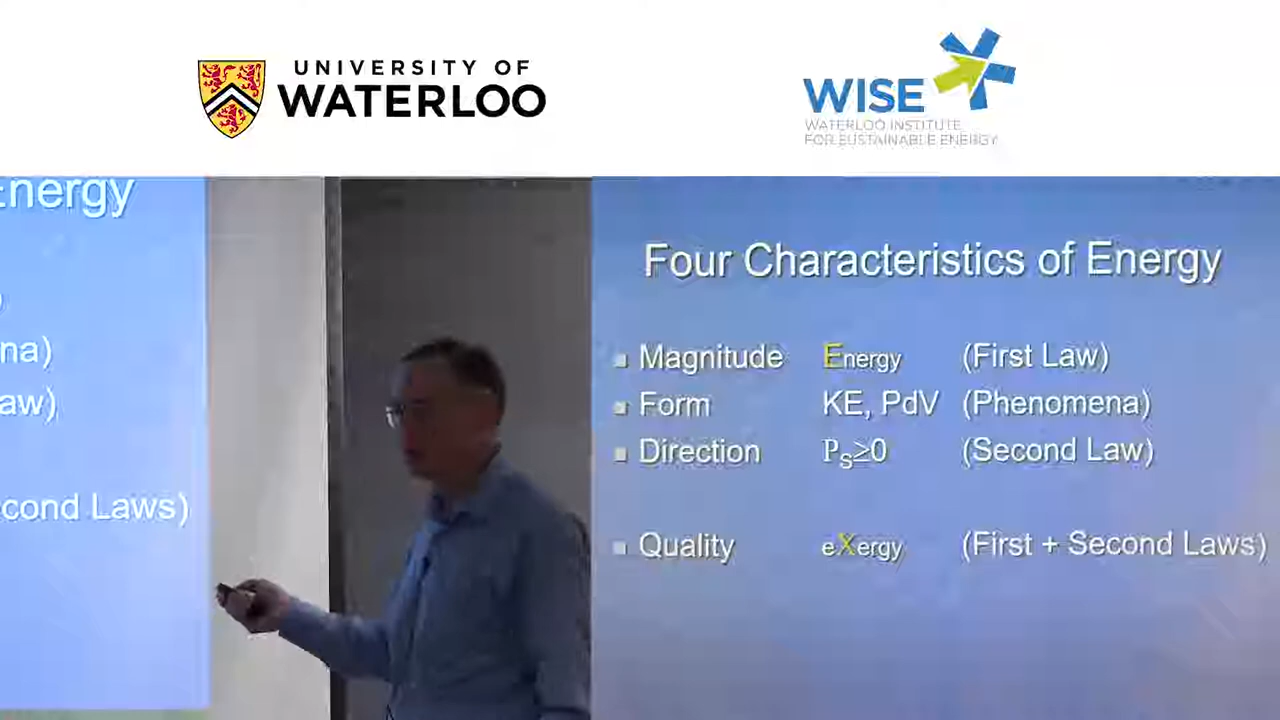 UNIVERSITY OF
WATERLOO
WISE
WATERLOO INSTITUTE
FOR SUSTAINABLE ENERGY
Energy
na)
aw)
cond Laws)
Four Characteristics of Energy
Magnitude Energy (First Law)
Form KE, PdV (Phenomena)
Direction Ps≥0 (Second Law)
Quality eXergy (First + Second Laws)